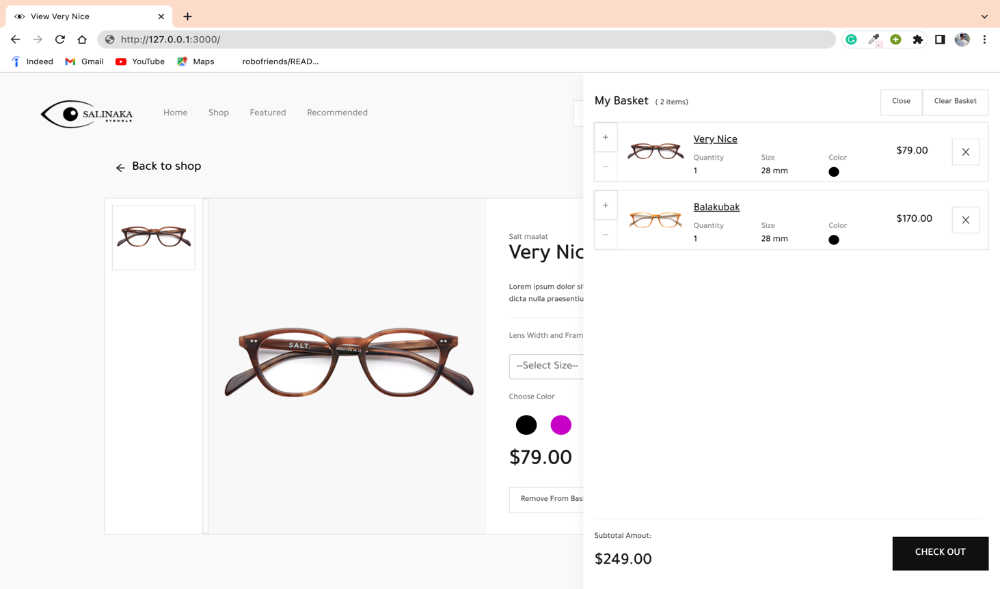 View Very Nice
http://127.0.0.1:3000/
Indeed
Gmail
YouTube
Maps
robofriends/READ...
SALINAKA
EYEWEAR
Home
Shop
Featured
Recommended
Back to shop
Salt maalat
Very Nic
Lorem ipsum dolor si
dicta nulla praesentiu
Lens Width and Fram
--Select Size--
Choose Color
$79.00
Remove From Bas
SALT.
My Basket ( 2 items)
Close
Clear Basket
+
Very Nice
Quantity
Size
Color
1
28 mm
$79.00
−
+
Balakubak
Quantity
Size
Color
1
28 mm
$170.00
−
Subtotal Amout:
$249.00
CHECK OUT